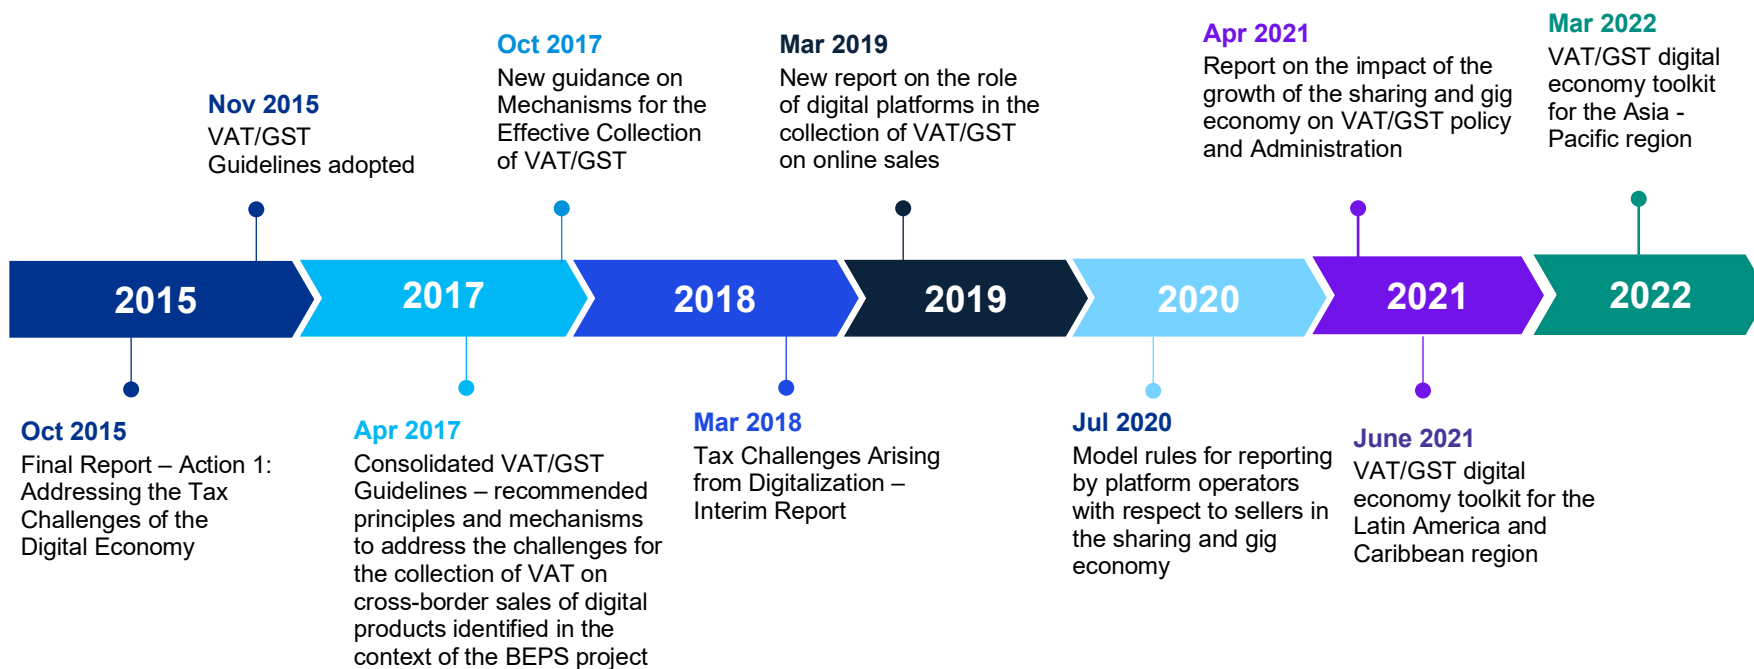 Nov 2015
VAT/GST
Guidelines adopted
Oct 2017
New guidance on
Mechanisms for the
Effective Collection
of VAT/GST
Mar 2019
New report on the role
of digital platforms in the
collection of VAT/GST
on online sales
Apr 2021
Report on the impact of the
growth of the sharing and gig
economy on VAT/GST policy
and Administration
Mar 2022
VAT/GST digital
economy toolkit
for the Asia -
Pacific region
2015
2017
2018
2019
2020
2021
2022
Oct 2015
Final Report – Action 1:
Addressing the Tax
Challenges of the
Digital Economy
Apr 2017
Consolidated VAT/GST
Guidelines – recommended
principles and mechanisms
to address the challenges for
the collection of VAT on
cross-border sales of digital
products identified in the
context of the BEPS project
Mar 2018
Tax Challenges Arising
from Digitalization –
Interim Report
Jul 2020
Model rules for reporting
by platform operators
with respect to sellers in
the sharing and gig
economy
June 2021
VAT/GST digital
economy toolkit for the
Latin America and
Caribbean region